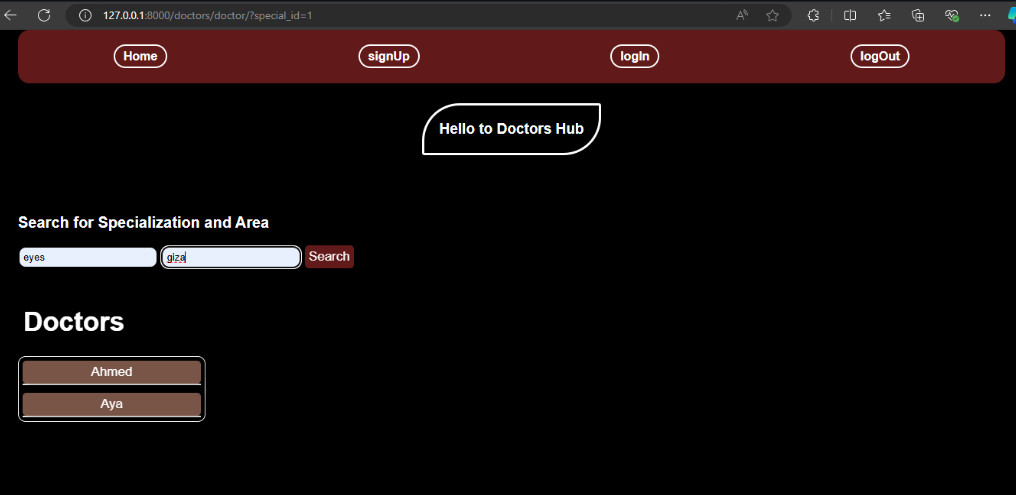 127.0.0.1:8000/doctors/doctor/?special_id=1
Home signUp logIn logOut
Hello to Doctors Hub
Search for Specialization and Area
eyes giza Search
Doctors
Ahmed
Aya